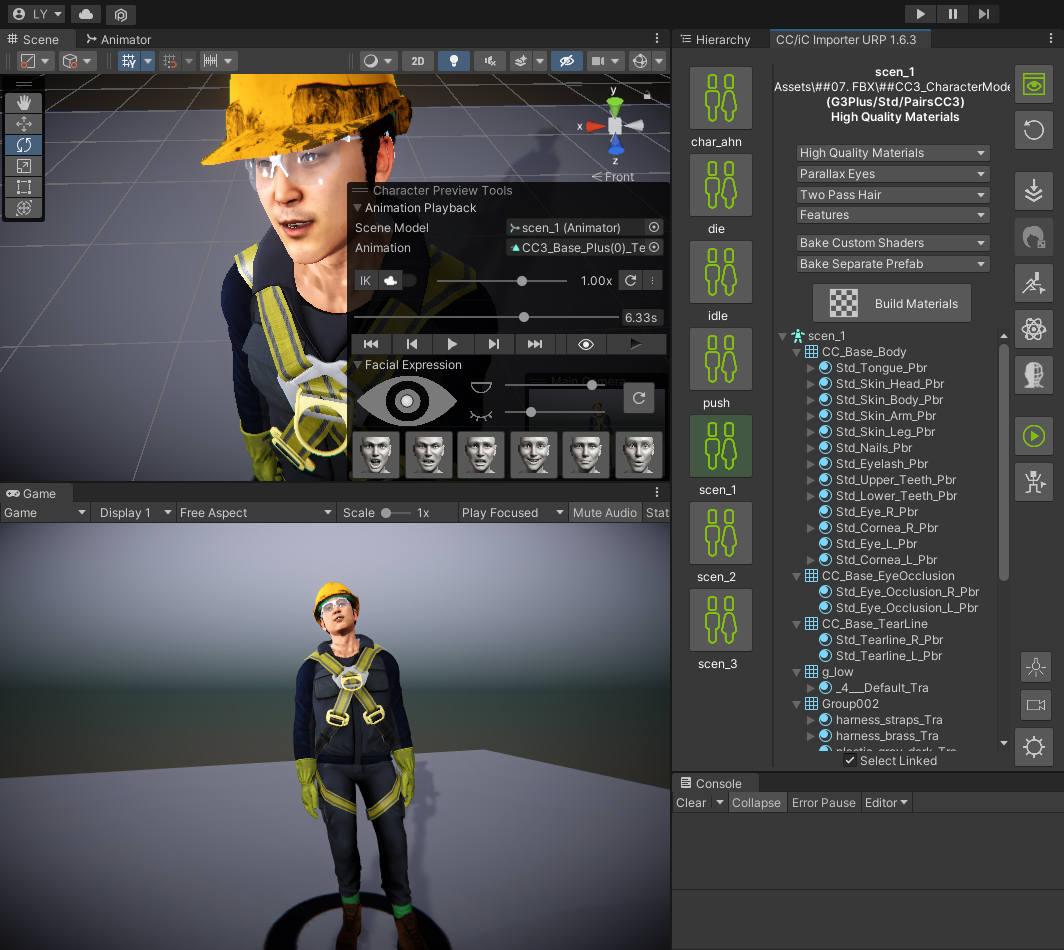 LY
Scene
Animator
2D
y
x
z
Front
Character Preview Tools
Animation Playback
Scene Model
scen_1 (Animator)
Animation
CC3_Base_Plus(0)_Te
IK
1.00x
6.33s
Facial Expression
Main Camera
Game
Game
Display 1
Free Aspect
Scale
1x
Play Focused
Mute Audio
Stat
Hierarchy
CC/iC Importer URP 1.6.3
char_ahn
die
idle
push
scen_1
scen_2
scen_3
scen_1
Assets\##07. FBX\##CC3_CharacterMode
(G3Plus/Std/PairsCC3)
High Quality Materials
High Quality Materials
Parallax Eyes
Two Pass Hair
Features
Bake Custom Shaders
Bake Separate Prefab
Build Materials
scen_1
CC_Base_Body
Std_Tongue_Pbr
Std_Skin_Head_Pbr
Std_Skin_Body_Pbr
Std_Skin_Arm_Pbr
Std_Skin_Leg_Pbr
Std_Nails_Pbr
Std_Eyelash_Pbr
Std_Upper_Teeth_Pbr
Std_Lower_Teeth_Pbr
Std_Eye_R_Pbr
Std_Cornea_R_Pbr
Std_Eye_L_Pbr
Std_Cornea_L_Pbr
CC_Base_EyeOcclusion
Std_Eye_Occlusion_R_Pbr
Std_Eye_Occlusion_L_Pbr
CC_Base_TearLine
Std_Tearline_R_Pbr
Std_Tearline_L_Pbr
g_low
_4___Default_Tra
Group002
harness_straps_Tra
harness_brass_Tra
plastic_grey_dark_Tra
Select Linked
Console
Clear
Collapse
Error Pause
Editor